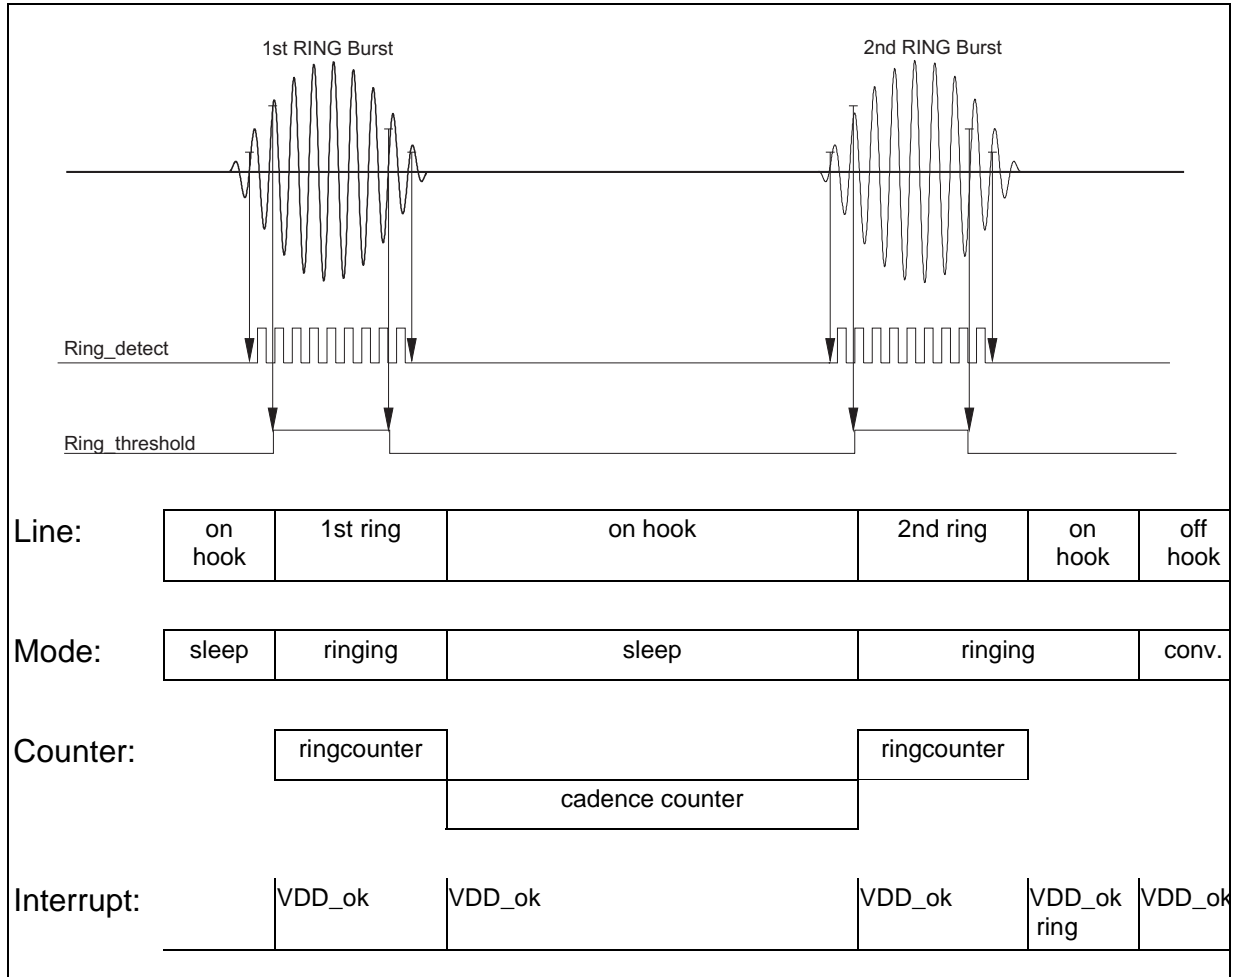 1st RING Burst 2nd RING Burst
Ring_detect
Ring_threshold
Line: on hook 1st ring on hook 2nd ring on hook off hook
Mode: sleep ringing sleep ringing conv.
Counter: ringcounter ringcounter
cadence counter
Interrupt: VDD_ok VDD_ok VDD_ok VDD_ok ring VDD_ok